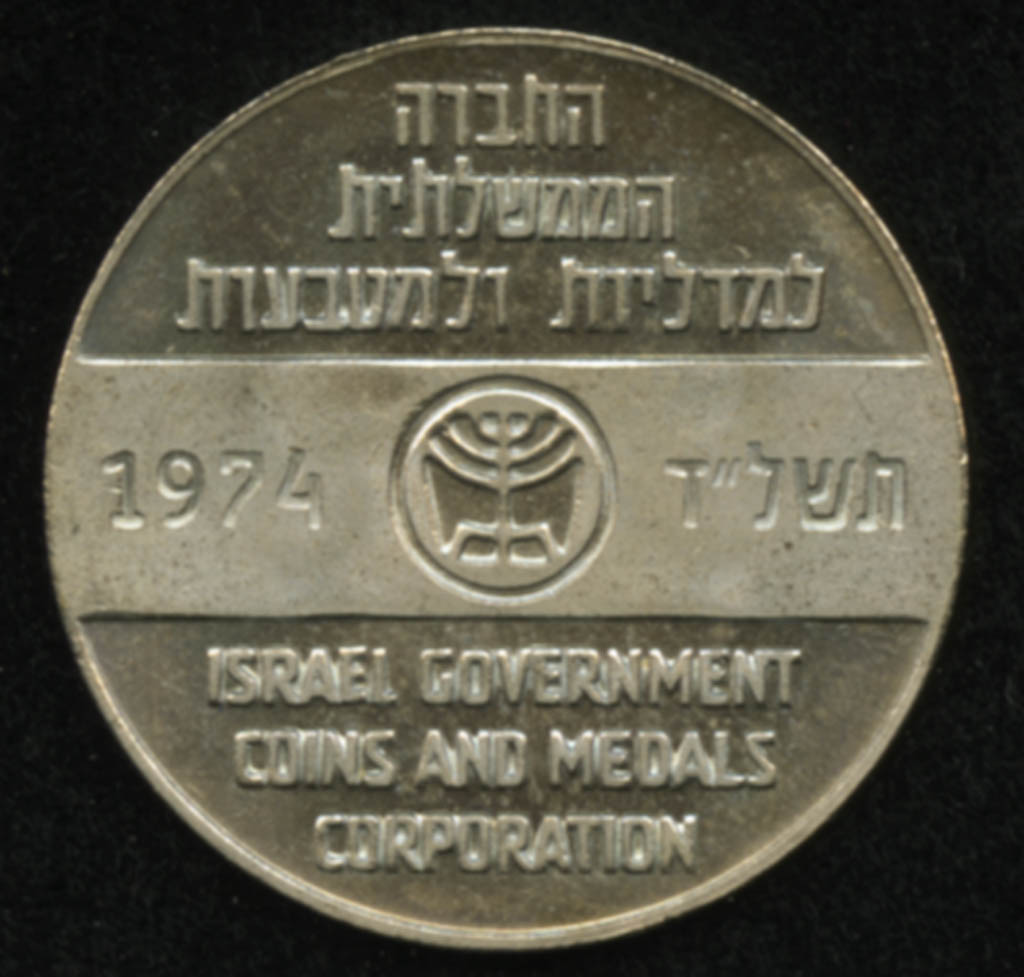 החברה
הממשלתית
למדליות ולמטבעות
1974 תשל"ד
ISRAEL GOVERNMENT
COINS AND MEDALS
CORPORATION